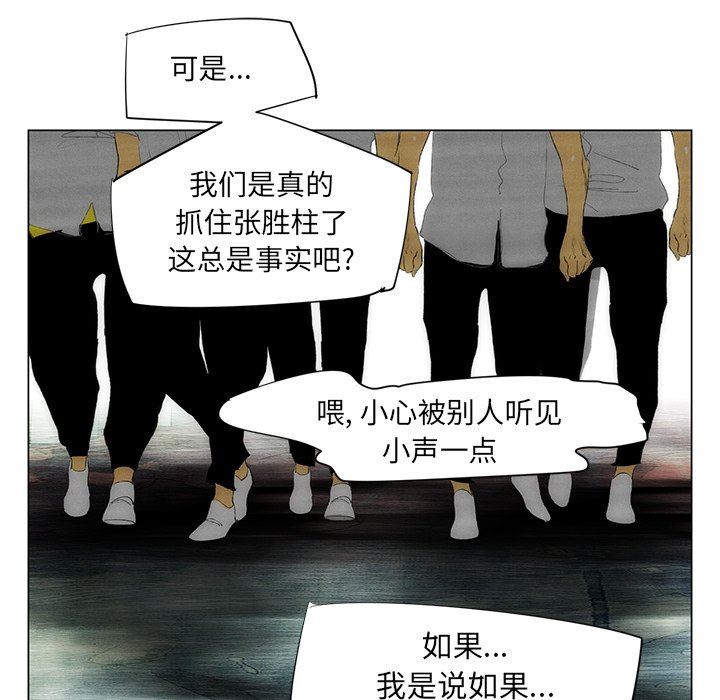 可是...
我们是真的
抓住张胜柱了
这总是事实吧?
喂, 小心被别人听见
小声一点
如果...
我是说如果...